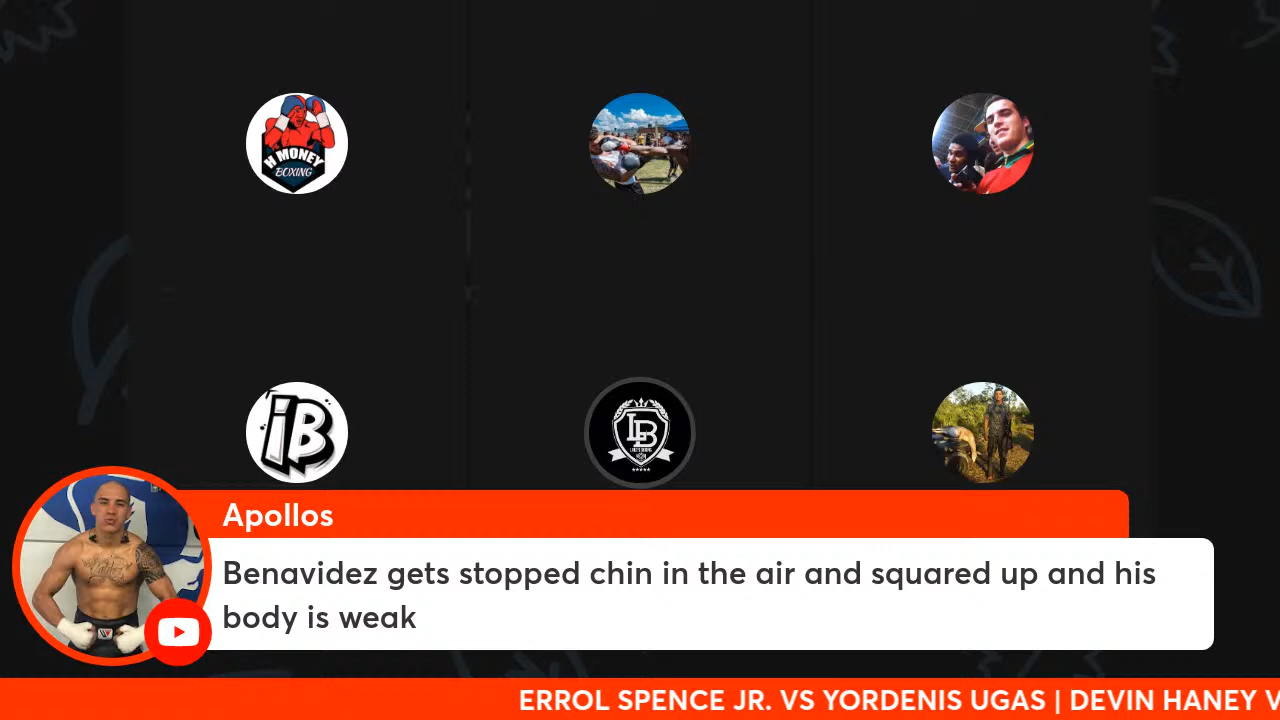 H MONEY
BOXING
iB
LB
Apollos
Benavidez gets stopped chin in the air and squared up and his
body is weak
ERROL SPENCE JR. VS YORDENIS UGAS | DEVIN HANEY V